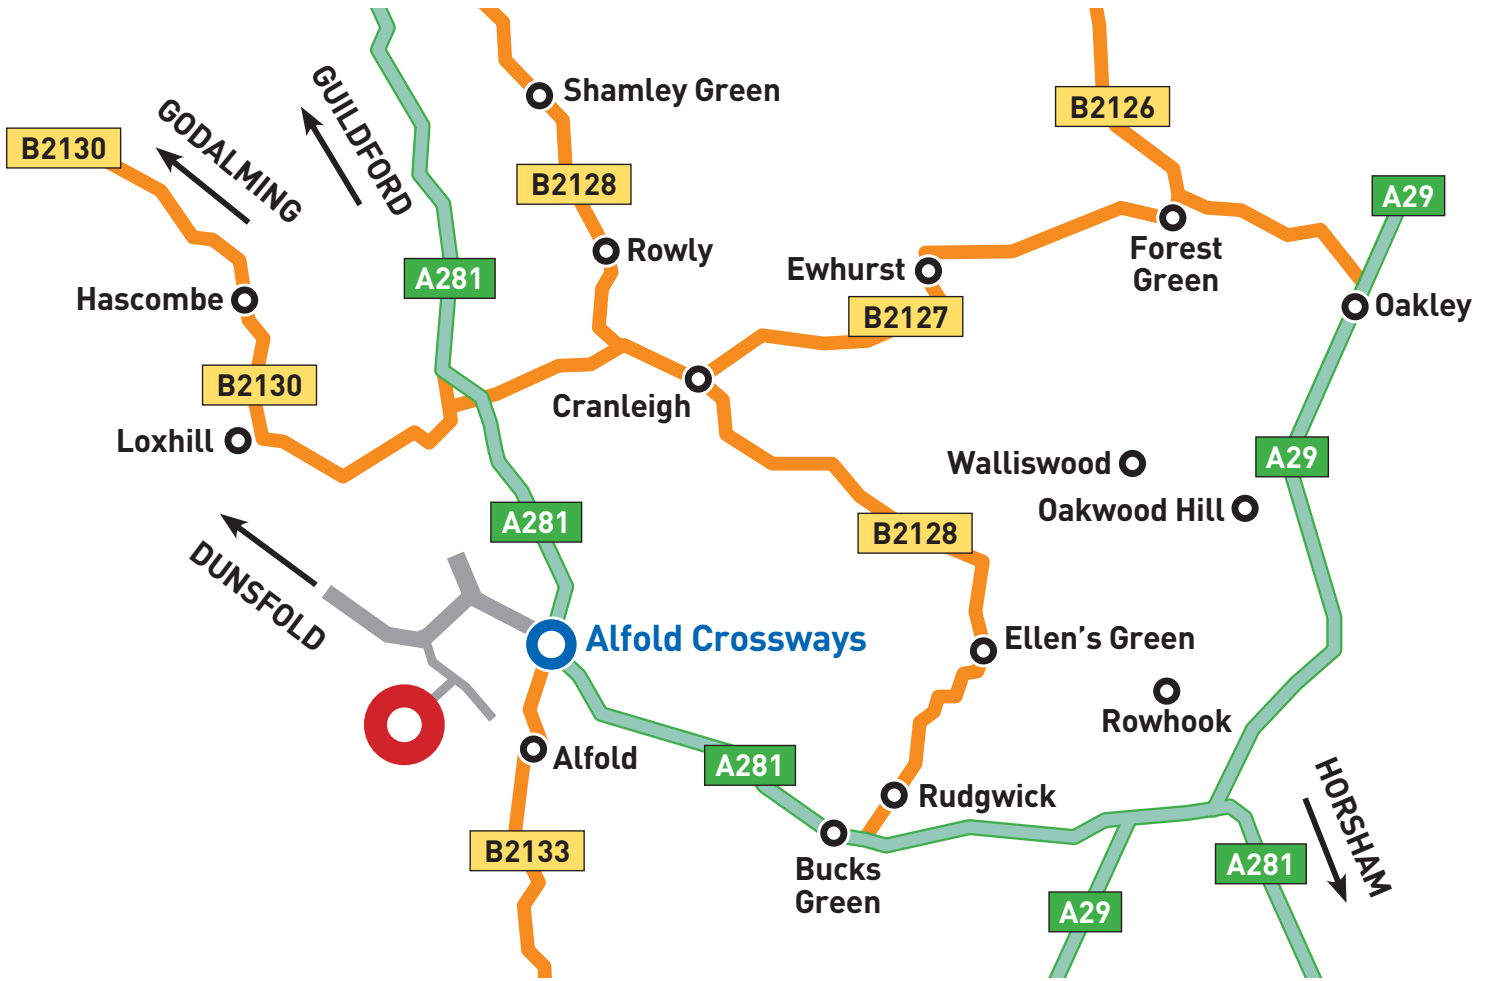 Shamley Green
B2126
GUILDFORD
GODALMING
B2130
B2128
A29
Rowly
Forest
Green
Ewhurst
A281
Hascombe
Oakley
B2127
B2130
Cranleigh
Loxhill
A29
Walliswood
Oakwood Hill
A281
B2128
DUNSFOLD
Alfold Crossways
Ellen's Green
Rowhook
Alfold
A281
Rudgwick
HORSHAM
B2133
Bucks
Green
A281
A29